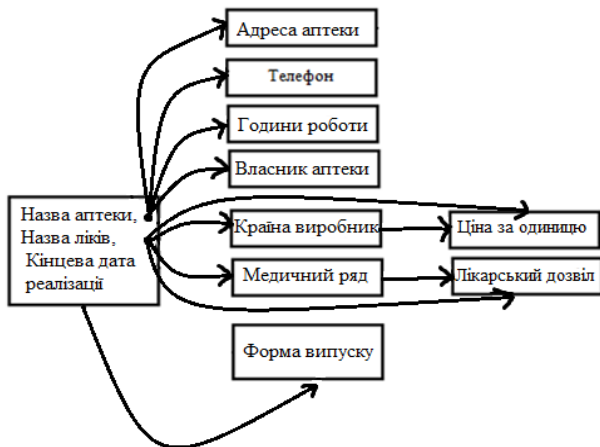 Адреса аптеки
Телефон
Години роботи
Власник аптеки
Назва аптеки,
Назва ліків,
Кінцева дата
реалізації
Країна виробник
Ціна за одиницю
Медичний ряд
Лікарський дозвіл
Форма випуску